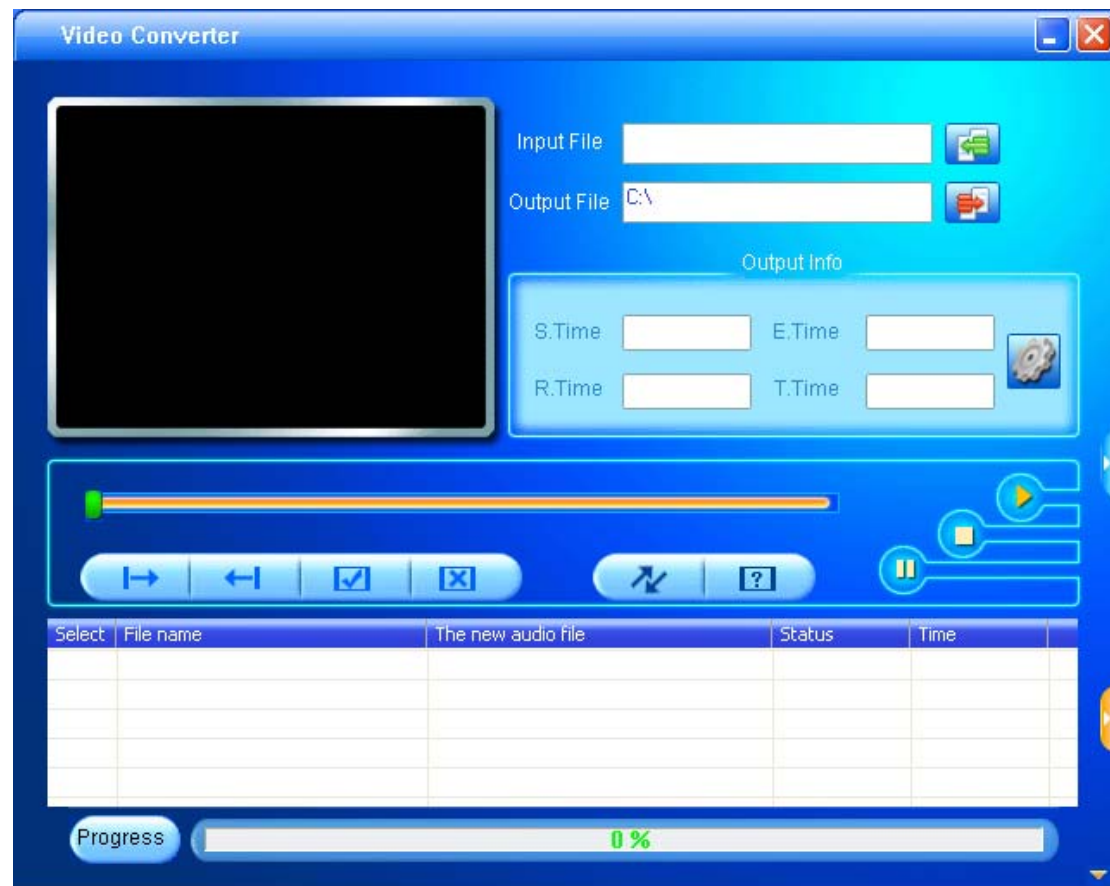 Video Converter
Input File
Output File C:\
Output Info
S.Time E.Time
R.Time T.Time
Select File name The new audio file Status Time
Progress 0 %